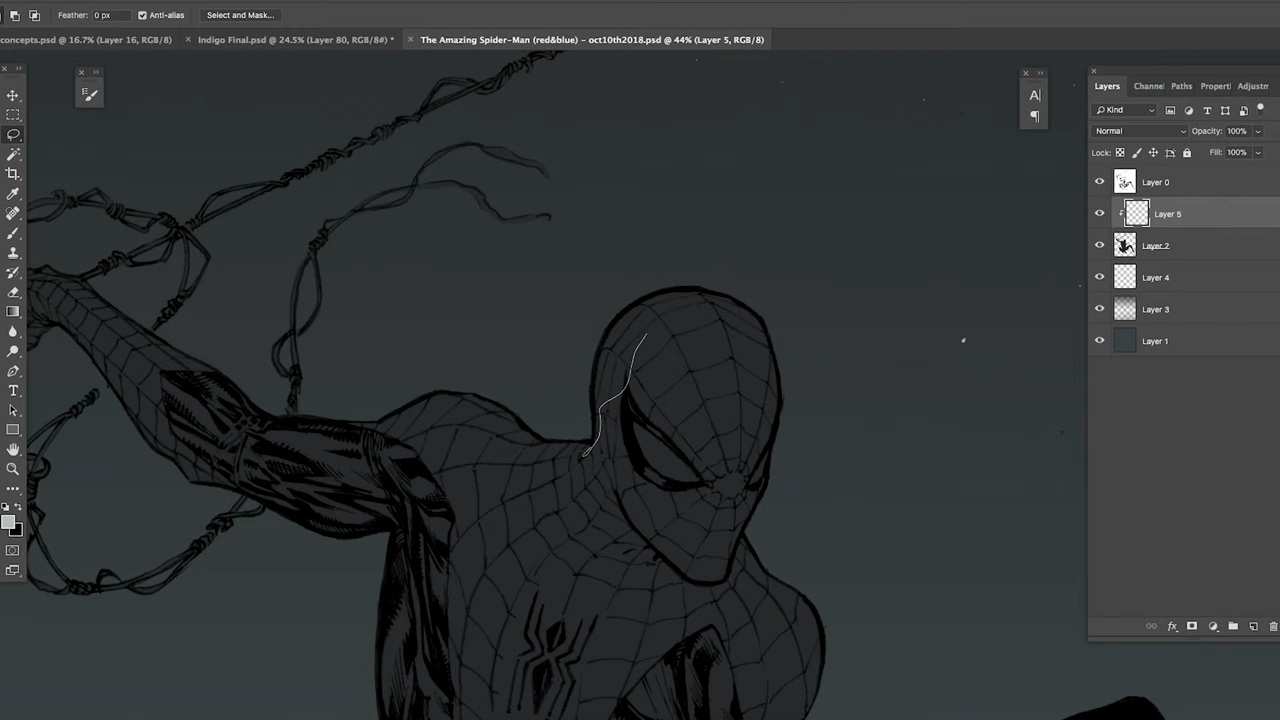 Feather: 0 px Anti-alias Select and Mask...
concepts.psd @ 16.7% (Layer 16, RGB/8) × Indigo Final.psd @ 24.5% (Layer 80, RGB/8#) * × The Amazing Spider-Man (red&blue) – oct10th2018.psd @ 44% (Layer 5, RGB/8)
Layers Channe Paths Properti Adjustm
Kind
Normal Opacity: 100%
Lock: Fill: 100%
Layer 0
Layer 5
Layer 2
Layer 4
Layer 3
Layer 1